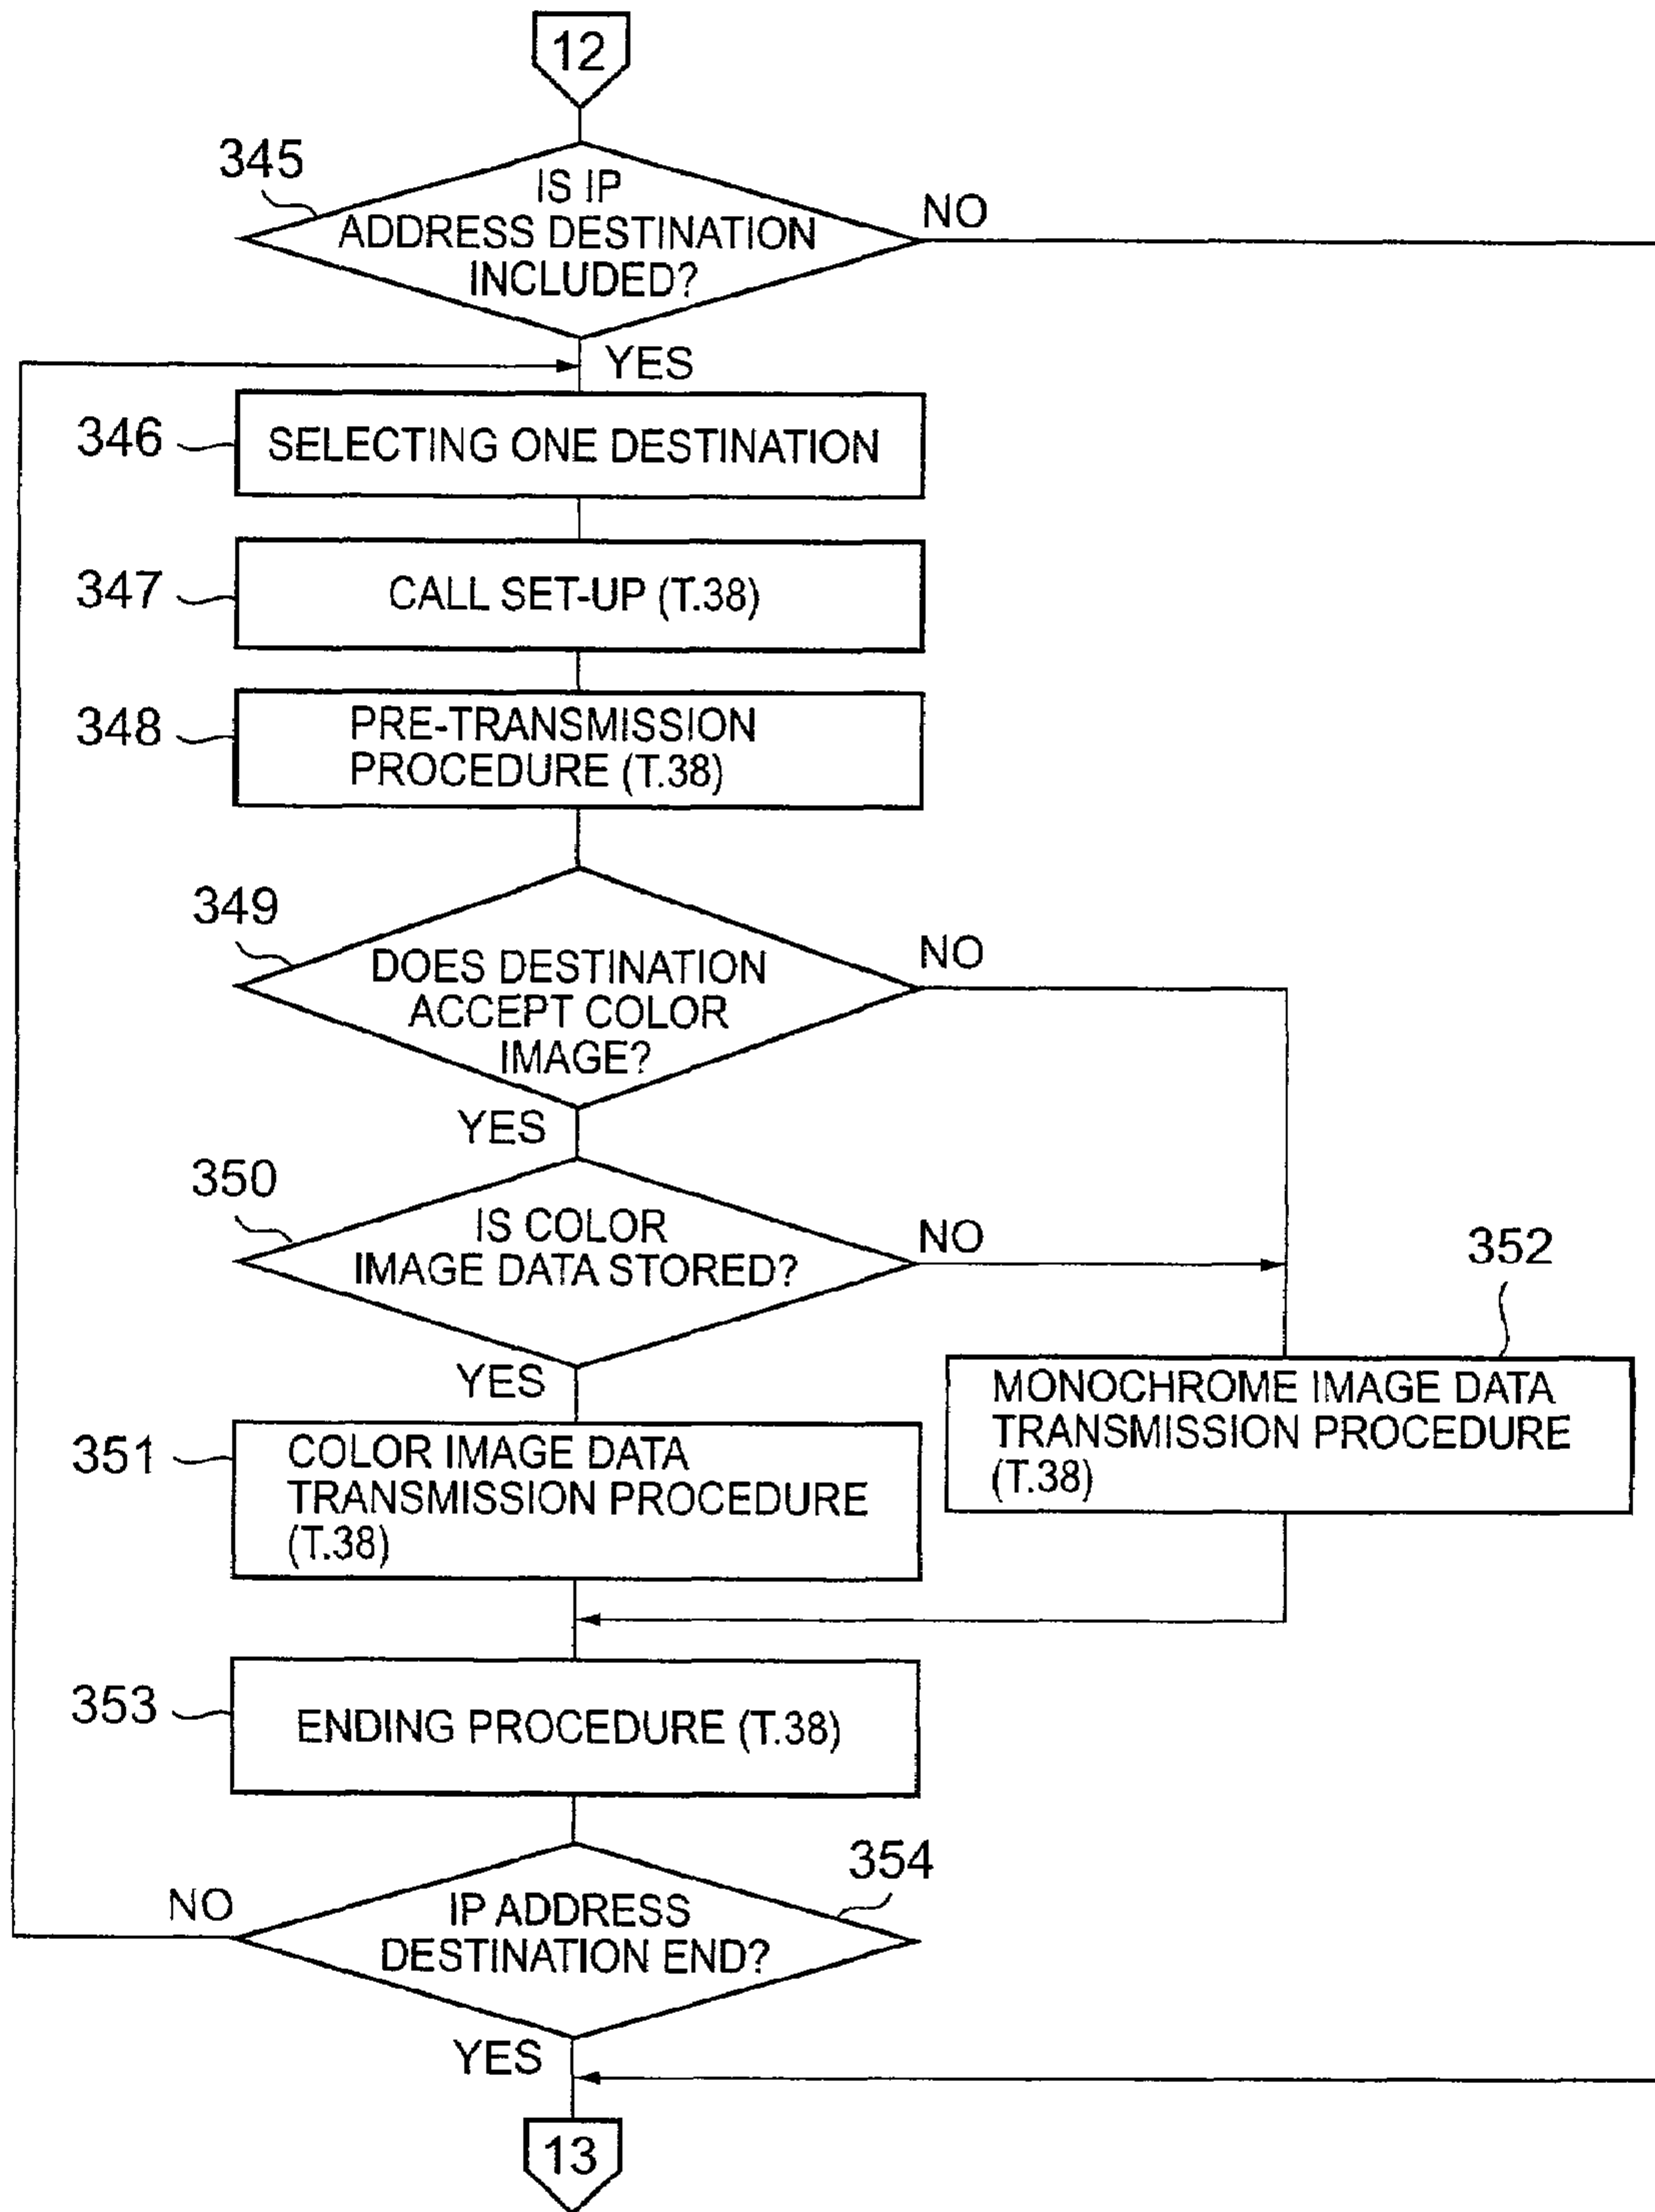 12
345
IS IP
ADDRESS DESTINATION
INCLUDED?
NO
YES
346
SELECTING ONE DESTINATION
347
CALL SET-UP (T.38)
348
PRE-TRANSMISSION
PROCEDURE (T.38)
349
DOES DESTINATION
ACCEPT COLOR
IMAGE?
NO
YES
350
IS COLOR
IMAGE DATA STORED?
NO
YES
352
MONOCHROME IMAGE DATA
TRANSMISSION PROCEDURE
(T.38)
351
COLOR IMAGE DATA
TRANSMISSION PROCEDURE
(T.38)
353
ENDING PROCEDURE (T.38)
354
IP ADDRESS
DESTINATION END?
NO
YES
13